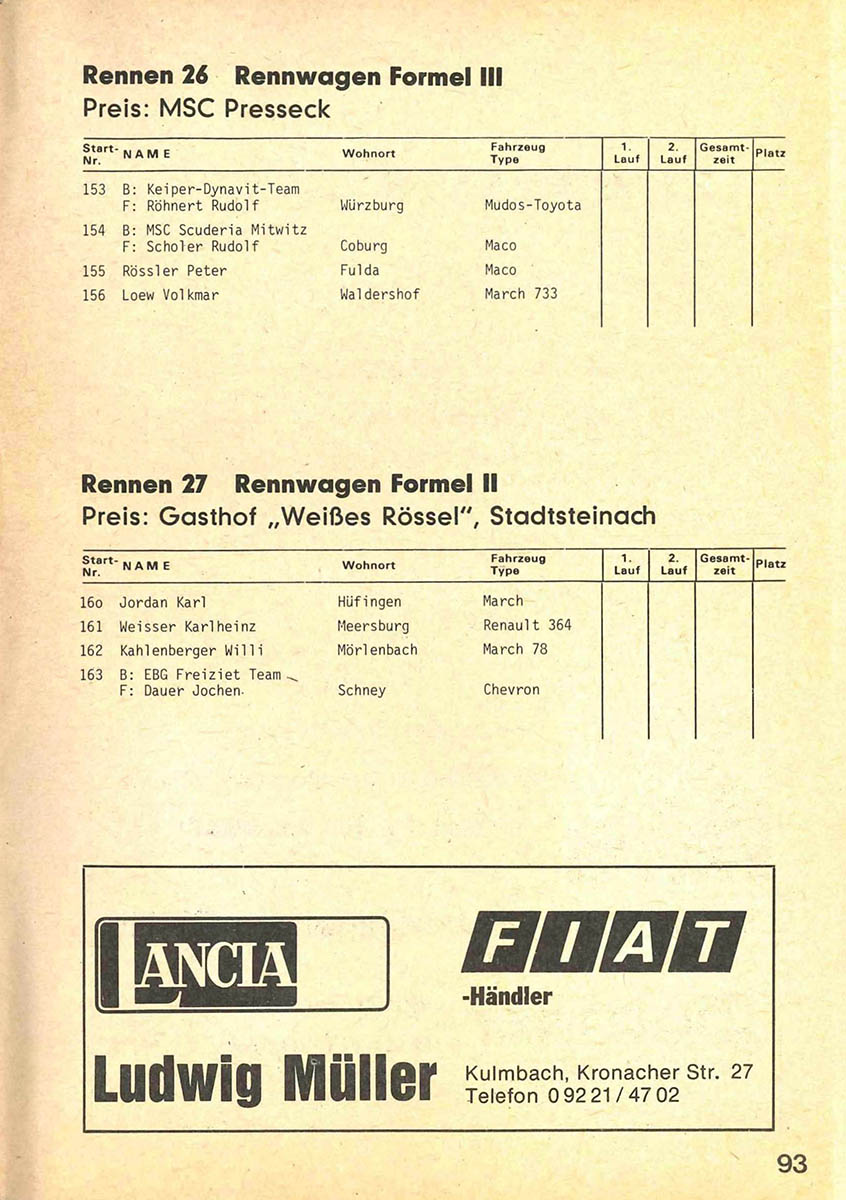 Rennen 26 Rennwagen Formel III
Preis: MSC Presseck
Start-Nr. NAME Wohnort Fahrzeug Type 1. Lauf 2. Lauf Gesamt-zeit Platz
153 B: Keiper-Dynavit-Team
F: Röhnert Rudolf Würzburg Mudos-Toyota
154 B: MSC Scuderia Mitwitz
F: Scholer Rudolf Coburg Maco
155 Rössler Peter Fulda Maco
156 Loew Volkmar Waldershof March 733
Rennen 27 Rennwagen Formel II
Preis: Gasthof „Weißes Rössel", Stadtsteinach
Start-Nr. NAME Wohnort Fahrzeug Type 1. Lauf 2. Lauf Gesamt-zeit Platz
16o Jordan Karl Hüfingen March
161 Weisser Karlheinz Meersburg Renault 364
162 Kahlenberger Willi Mörlenbach March 78
163 B: EBG Freiziet Team
F: Dauer Jochen Schney Chevron
LANCIA
FIAT
-Händler
Ludwig Müller
Kulmbach, Kronacher Str. 27
Telefon 0 92 21/47 02
93